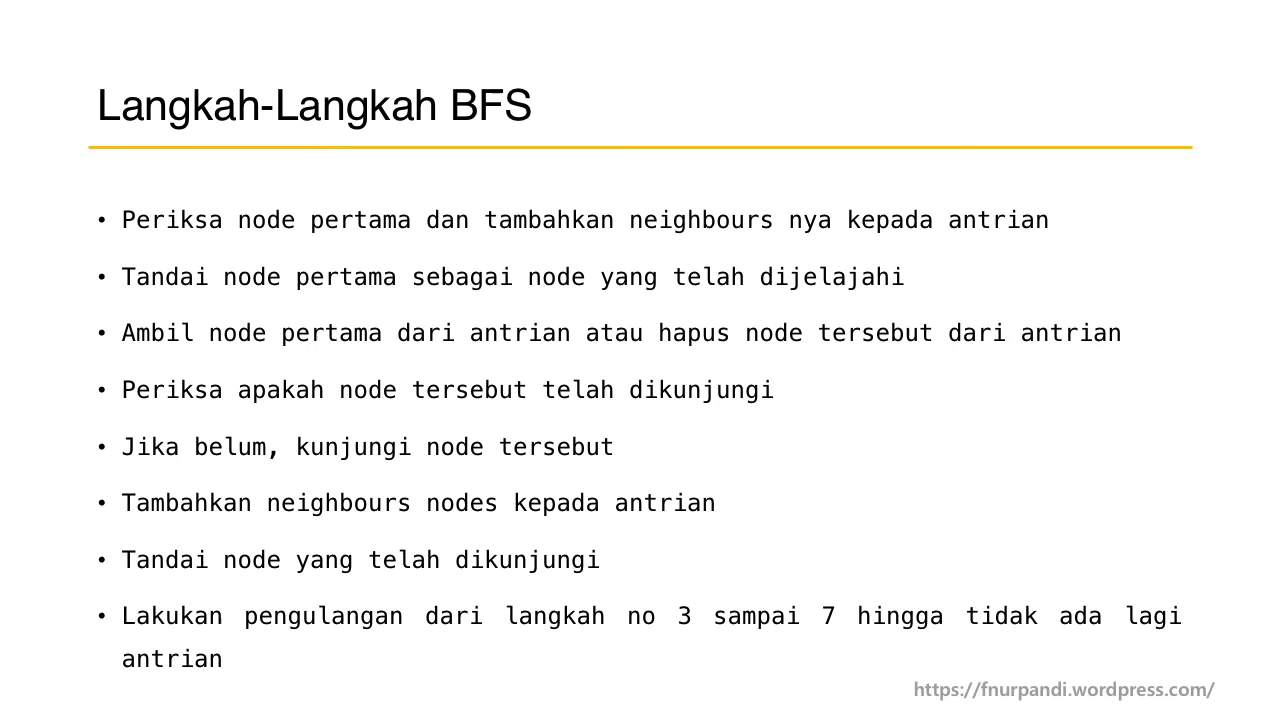 Langkah-Langkah BFS
• Periksa node pertama dan tambahkan neighbours nya kepada antrian
• Tandai node pertama sebagai node yang telah dijelajahi
• Ambil node pertama dari antrian atau hapus node tersebut dari antrian
• Periksa apakah node tersebut telah dikunjungi
• Jika belum, kunjungi node tersebut
• Tambahkan neighbours nodes kepada antrian
• Tandai node yang telah dikunjungi
• Lakukan pengulangan dari langkah no 3 sampai 7 hingga tidak ada lagi
antrian
https://fnurpandi.wordpress.com/